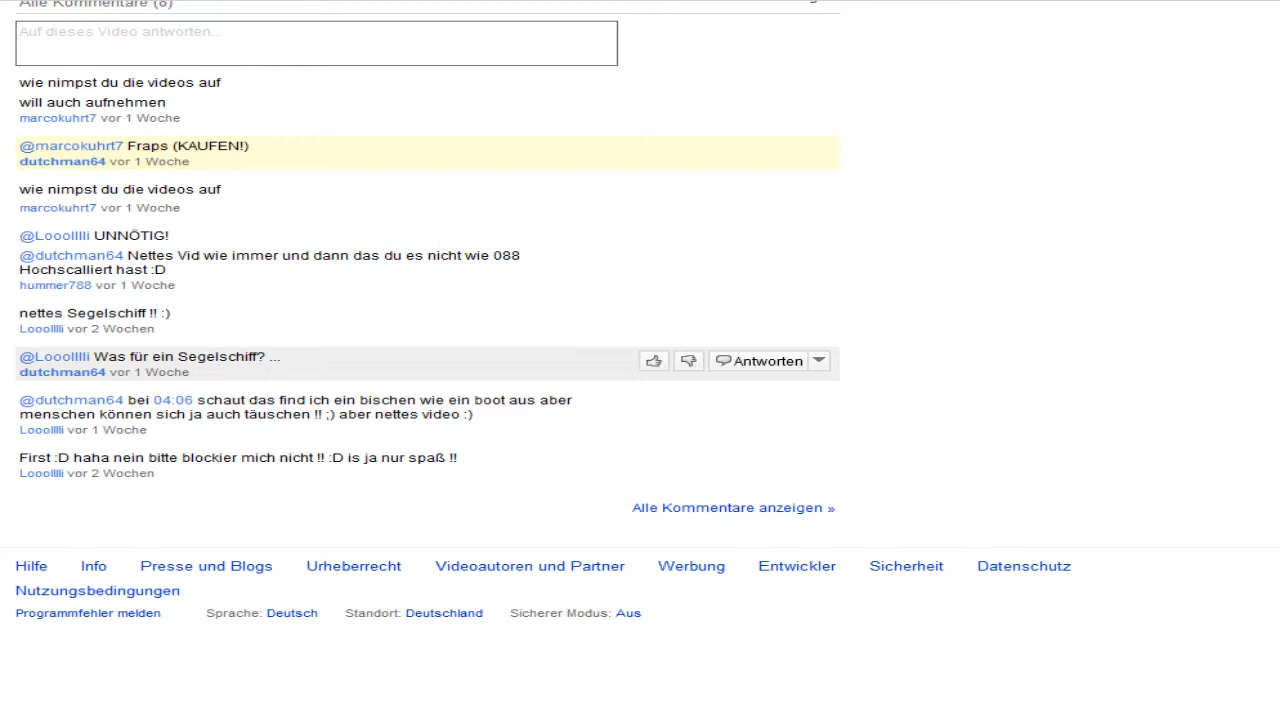 Alle Kommentare (8)
Auf dieses Video antworten...
wie nimpst du die videos auf
will auch aufnehmen
marcokuhrt7 vor 1 Woche
@marcokuhrt7 Fraps (KAUFEN!)
dutchman64 vor 1 Woche
wie nimpst du die videos auf
marcokuhrt7 vor 1 Woche
@Looolllli UNNÖTIG!
@dutchman64 Nettes Vid wie immer und dann das du es nicht wie 088
Hochscalliert hast :D
hummer788 vor 1 Woche
nettes Segelschiff !! :)
Looolllli vor 2 Wochen
@Looolllli Was für ein Segelschiff? ...
Antworten
dutchman64 vor 1 Woche
@dutchman64 bei 04:06 schaut das find ich ein bischen wie ein boot aus aber
menschen können sich ja auch täuschen !! ;) aber nettes video :)
Looolllli vor 1 Woche
First :D haha nein bitte blockier mich nicht !! :D is ja nur spaß !!
Looolllli vor 2 Wochen
Alle Kommentare anzeigen »
Hilfe Info Presse und Blogs Urheberrecht Videoautoren und Partner Werbung Entwickler Sicherheit Datenschutz
Nutzungsbedingungen
Programmfehler melden Sprache: Deutsch Standort: Deutschland Sicherer Modus: Aus